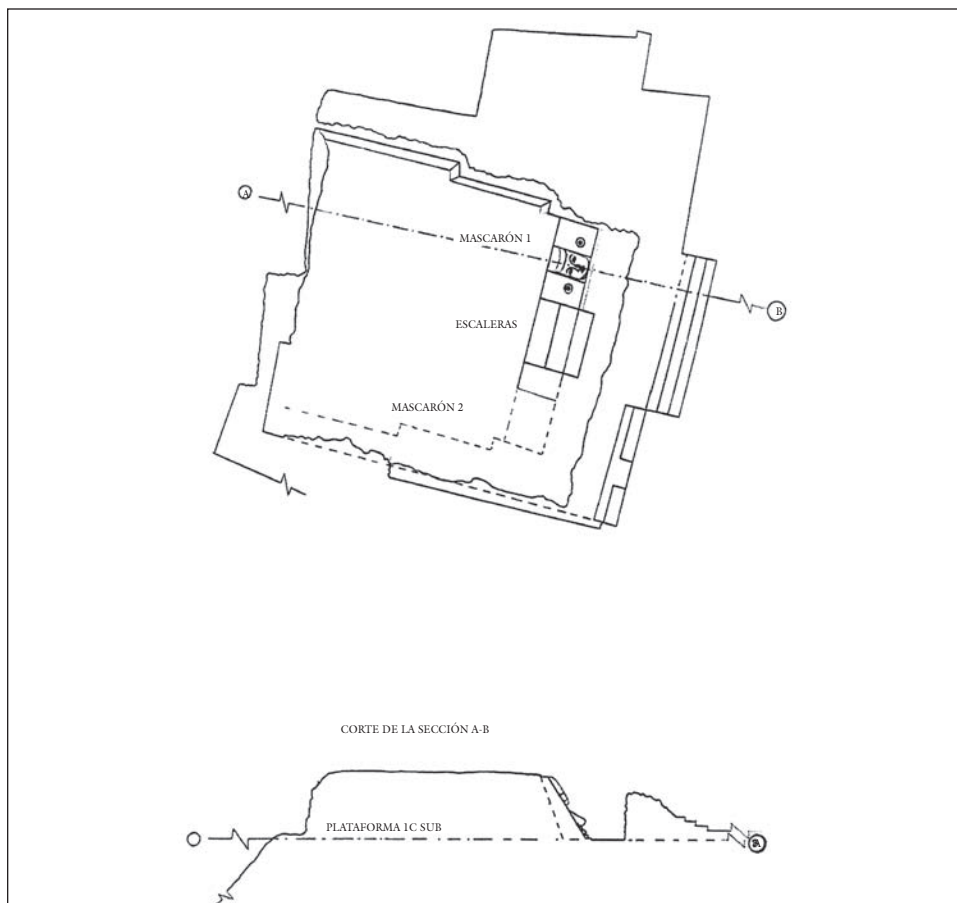 A
MASCARÓN 1
B
ESCALERAS
MASCARÓN 2
CORTE DE LA SECCIÓN A-B
PLATAFORMA 1C SUB